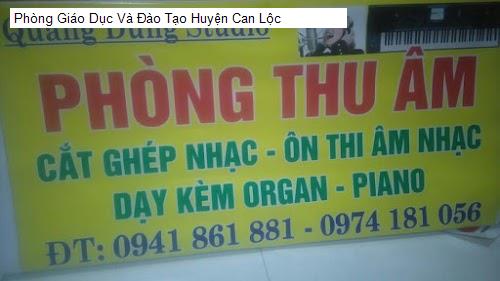 Phòng Giáo Dục Và Đào Tạo Huyện Can Lộc
Quang Dung Studio
PHÒNG THU ÂM
CẮT GHÉP NHẠC - ÔN THI ÂM NHẠC
DẠY KÈM ORGAN - PIANO
ĐT: 0941 861 881 - 0974 181 056